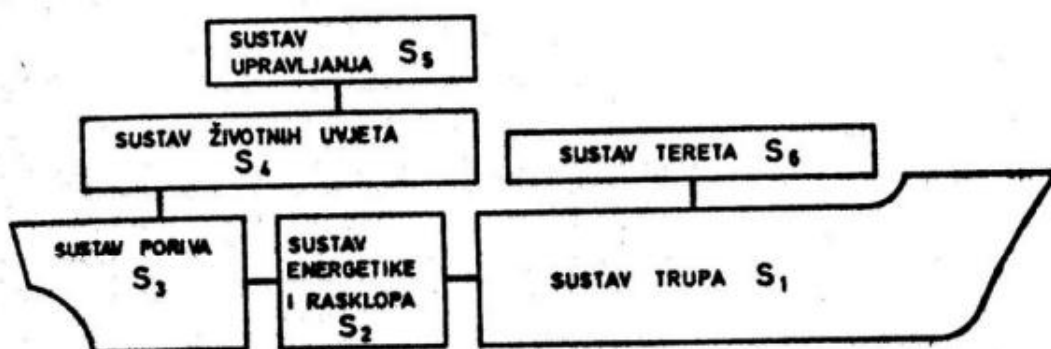 SUSTAV
UPRAVLJANJA S5
SUSTAV ŽIVOTNIH UVJETA
S4
SUSTAV TERETA S6
SUSTAV PORIVA
S3
SUSTAV
ENERGETIKE
I RASKLOPA
S2
SUSTAV TRUPA S1